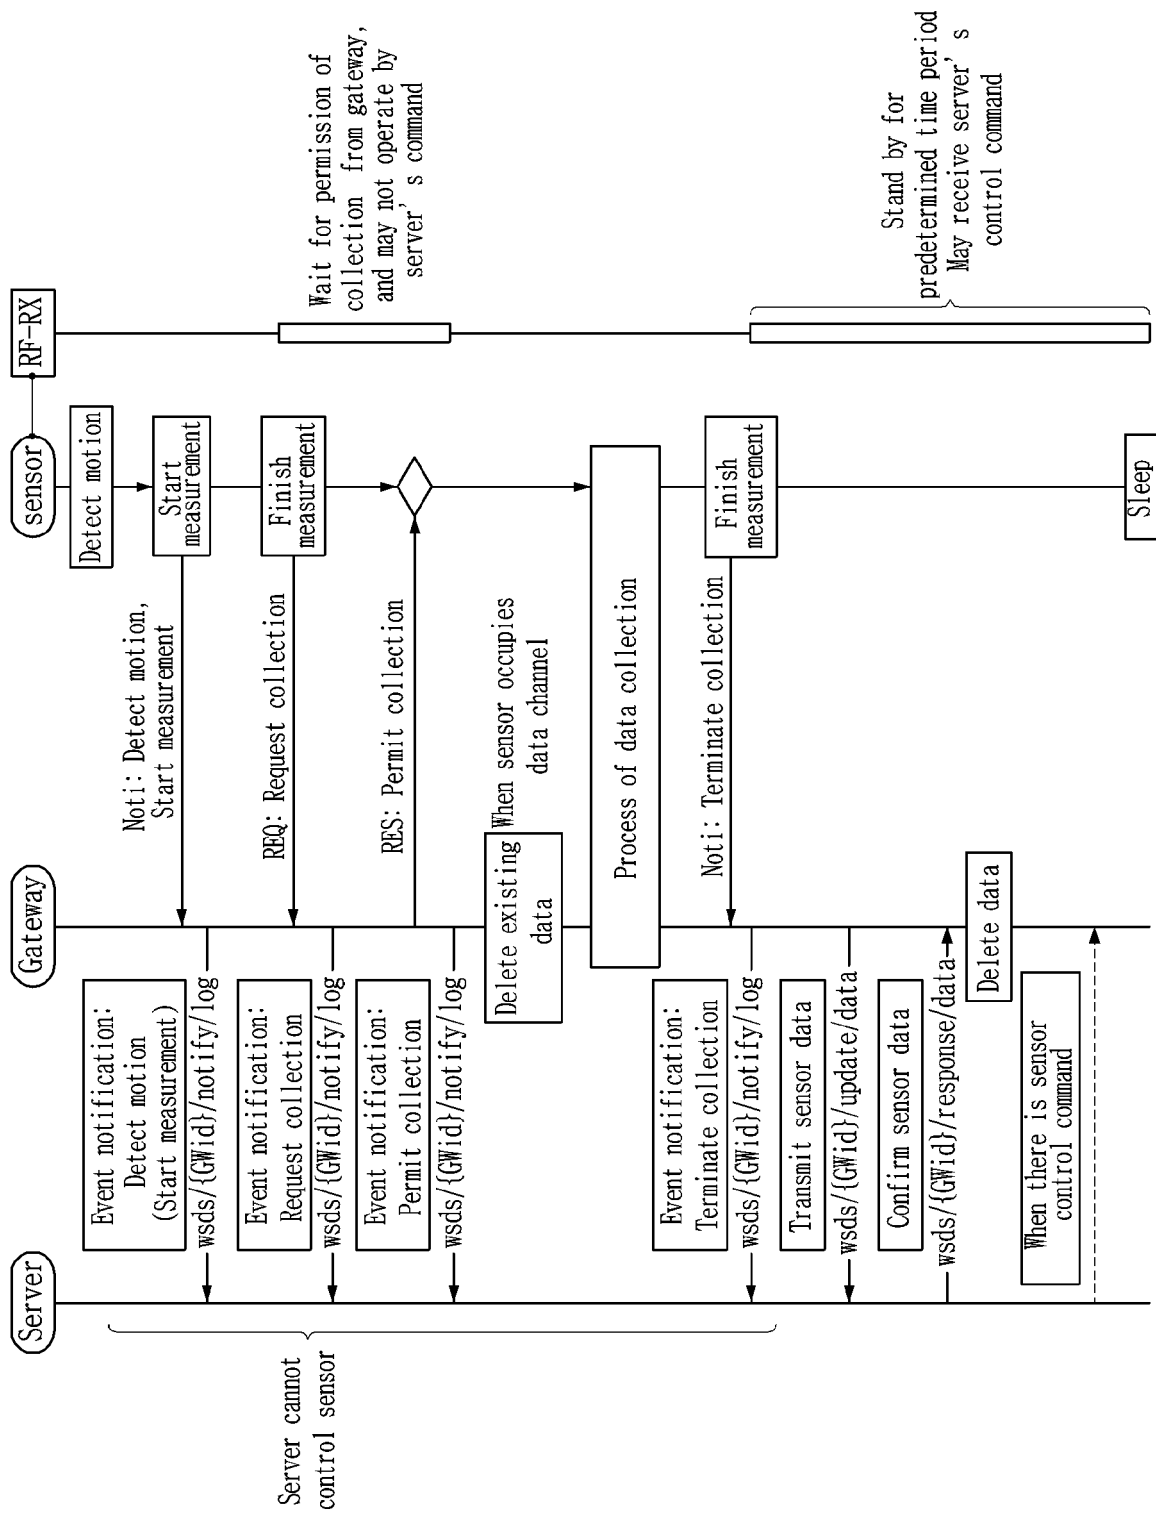 Server
Gateway
sensor
RF-RX
Server cannot
control sensor
Event notification:
Detect motion
(Start measurement)
wsds/{GWid}/notify/log
Event notification:
Request collection
wsds/{GWid}/notify/log
Event notification:
Permit collection
wsds/{GWid}/notify/log
Event notification:
Terminate collection
wsds/{GWid}/notify/log
Transmit sensor data
wsds/{GWid}/update/data
Confirm sensor data
wsds/{GWid}/response/data
When there is sensor
control command
Noti: Detect motion,
Start measurement
REQ: Request collection
RES: Permit collection
Delete existing
data
When sensor occupies
data channel
Process of data collection
Noti: Terminate collection
Delete data
Detect motion
Start
measurement
Finish
measurement
Finish
measurement
Sleep
Wait for permission of
collection from gateway,
and may not operate by
server's command
Stand by for
predetermined time period
May receive server's
control command